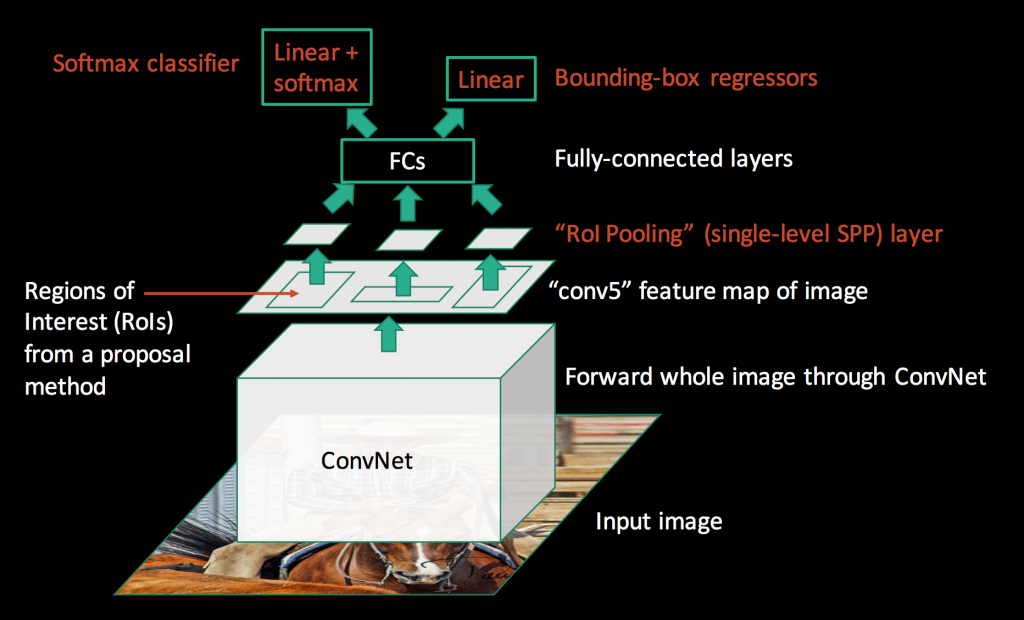 Softmax classifier
Linear +
softmax
Linear
Bounding-box regressors
FCs
Fully-connected layers
“RoI Pooling” (single-level SPP) layer
Regions of
Interest (RoIs)
from a proposal
method
“conv5” feature map of image
Forward whole image through ConvNet
ConvNet
Input image